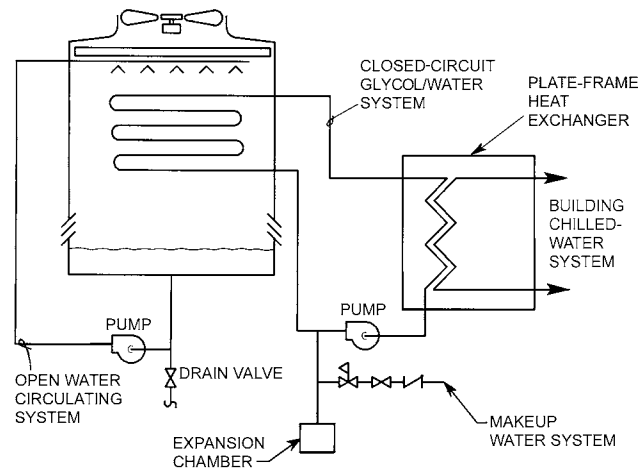 CLOSED-CIRCUIT
GLYCOL/WATER
SYSTEM
PLATE-FRAME
HEAT
EXCHANGER
BUILDING
CHILLED-
WATER
SYSTEM
PUMP
PUMP
OPEN WATER
CIRCULATING
SYSTEM
DRAIN VALVE
EXPANSION
CHAMBER
MAKEUP
WATER SYSTEM